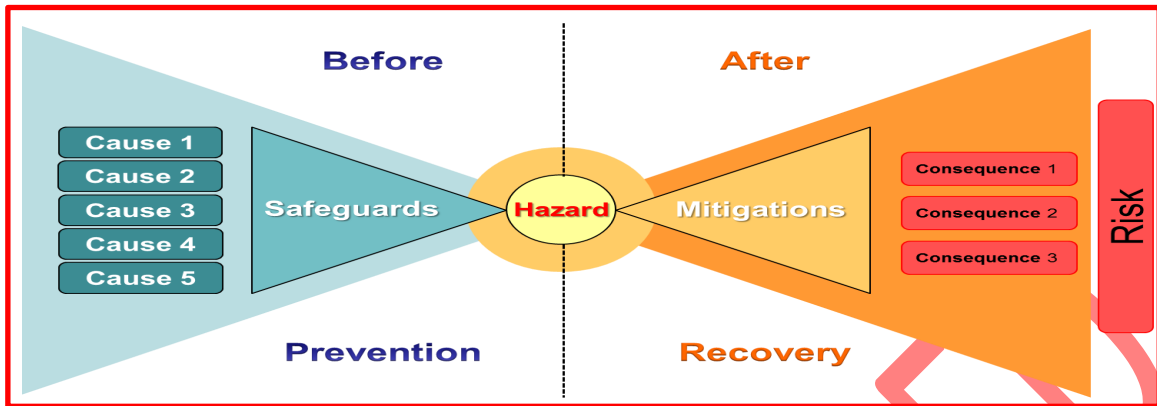 Before
After
Cause 1
Cause 2
Cause 3
Cause 4
Cause 5
Safeguards
Hazard
Mitigations
Consequence 1
Consequence 2
Consequence 3
Risk
Prevention
Recovery